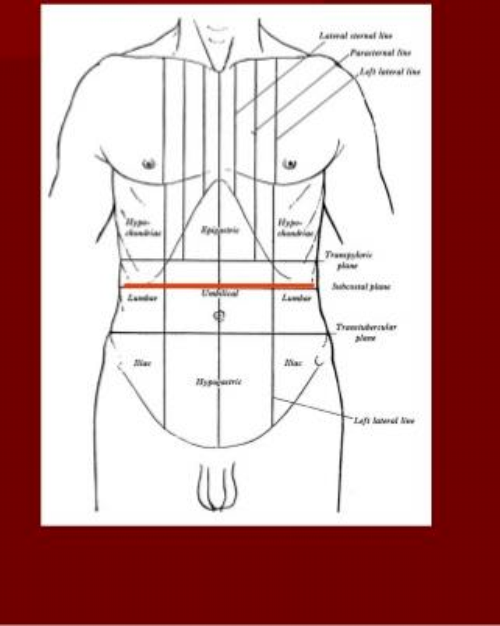 Lateral sternal line
Parasternal line
Left lateral line
Hypo-
chondriac
Epigastric
Hypo-
chondriac
Transpyloric
plane
Subcostal plane
Lumbar
Umbilical
Lumbar
Transtubercular
plane
Iliac
Iliac
Hypogastric
Left lateral line